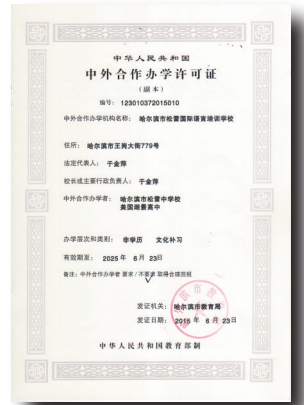 中华人民共和国
中外合作办学许可证
(副本)
编号: 123010372015010
中外合作办学机构名称: 哈尔滨市松雷国际语言培训学校
住所: 哈尔滨市王岗大街779号
法定代表人: 于金萍
校长或主要行政负责人: 于金萍
中外合作办学者: 哈尔滨市松雷中学校
美国湖景高中
办学层次和类别: 非学历 文化补习
有效期至: 2025年 6月 23日
备注: 中外合作办学者 要求/不要求 取得合理回报
发证机关: 哈尔滨市教育局
发证日期: 2015年 6月 23日
中华人民共和国教育部制